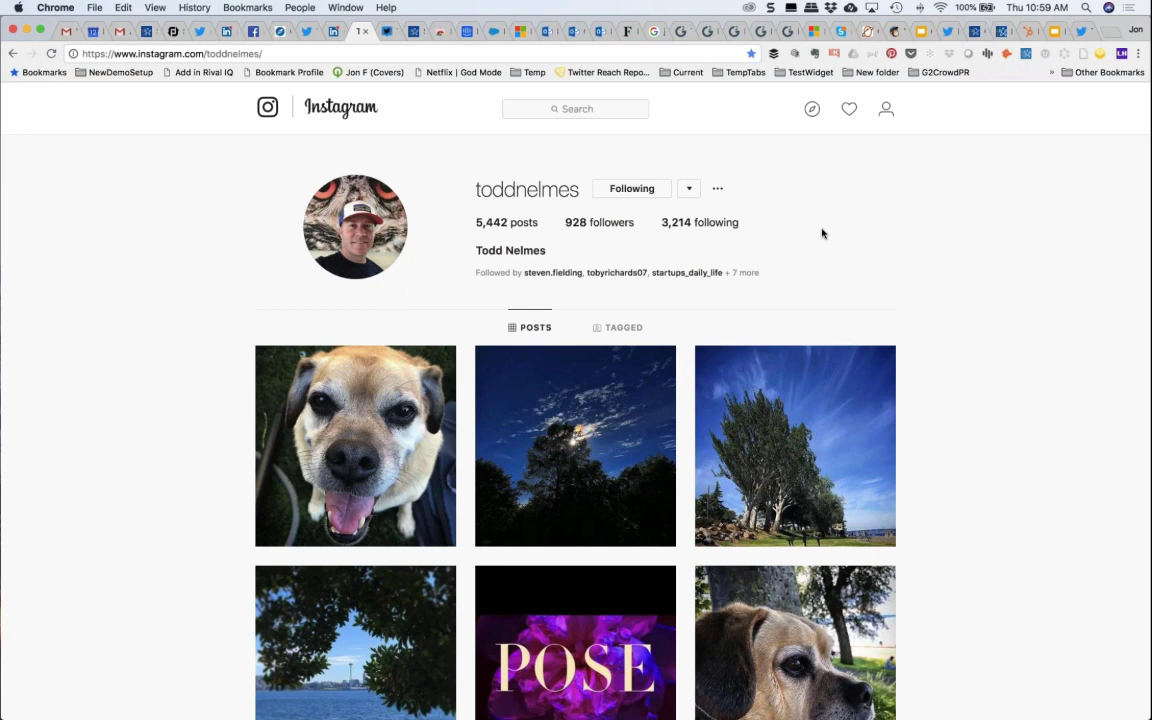 Chrome File Edit View History Bookmarks People Window Help 100% Thu 10:59 AM
1 × Jon
https://www.instagram.com/toddnelmes/
Bookmarks NewDemoSetup Add in Rival IQ Bookmark Profile Jon F (Covers) Netflix | God Mode Temp Twitter Reach Repo... Current TempTabs TestWidget New folder G2CrowdPR » Other Bookmarks
Instagram Search
toddnelmes Following
5,442 posts 928 followers 3,214 following
Todd Nelmes
Followed by steven.fielding, tobyrichards07, startups_daily_life + 7 more
POSTS TAGGED
POSE